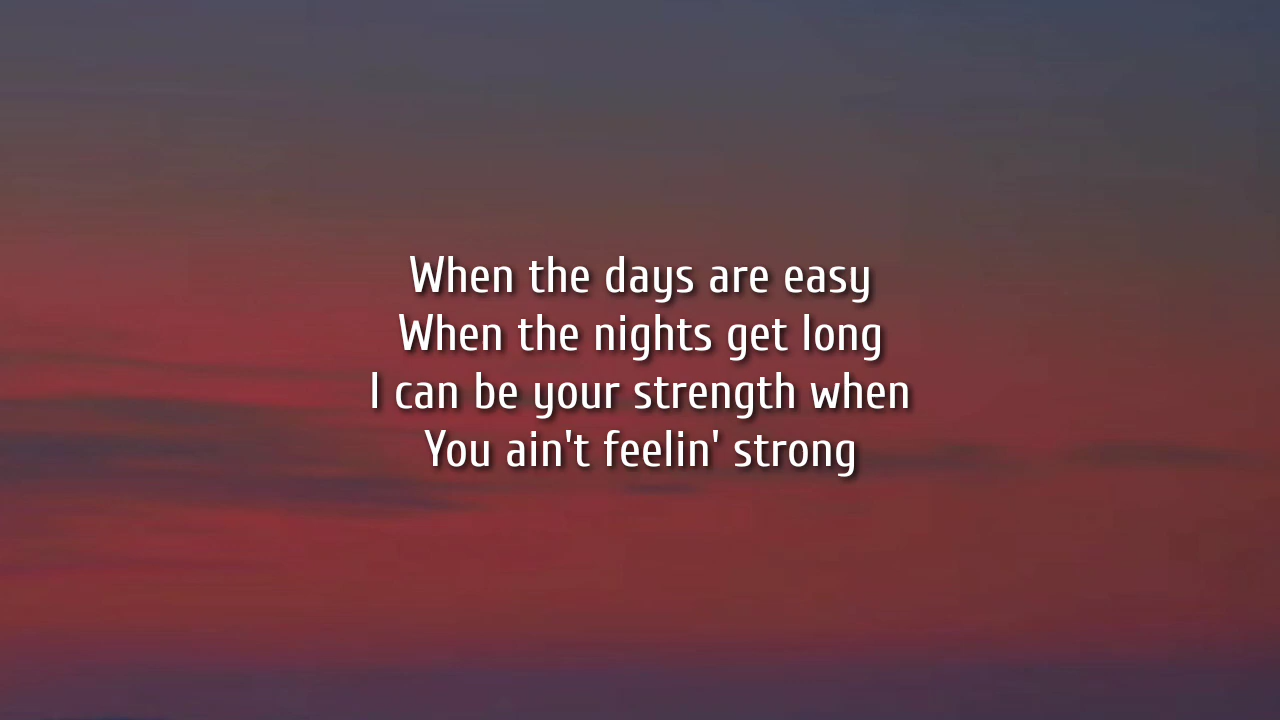 When the days are easy
When the nights get long
I can be your strength when
You ain't feelin' strong